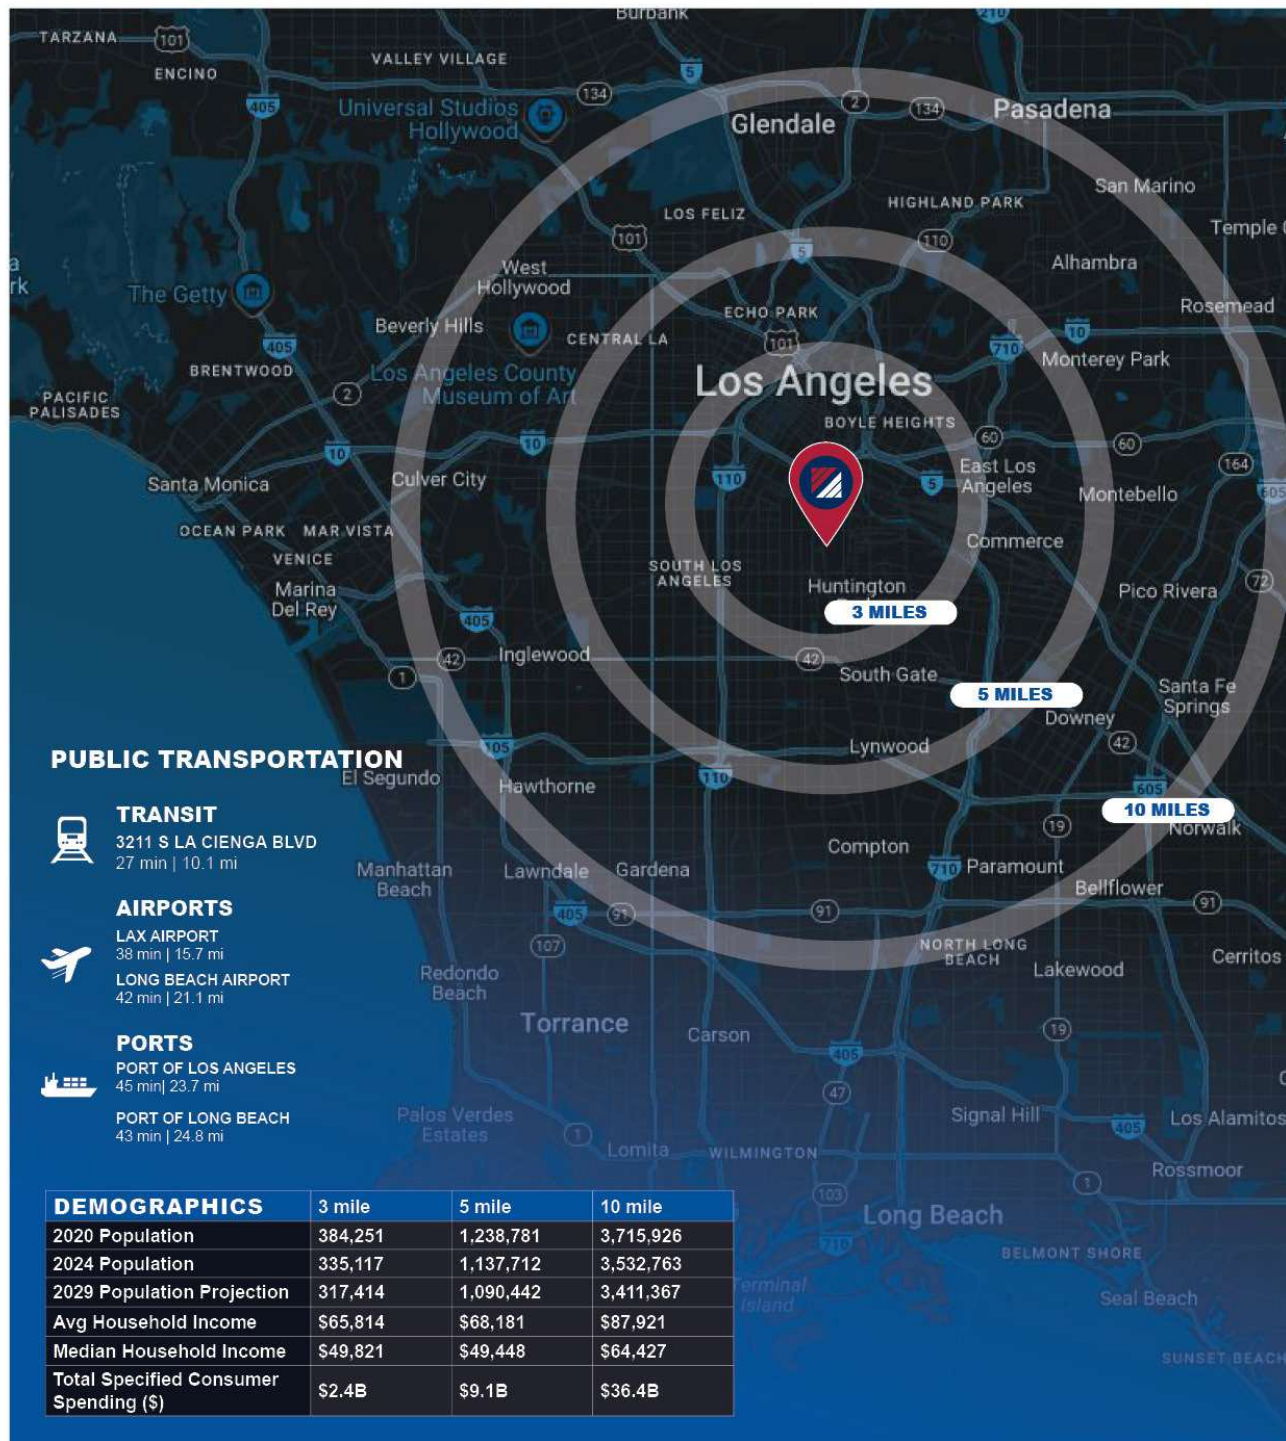 Burbank
210
TARZANA
101
ENCINO
VALLEY VILLAGE
5
405
Universal Studios
Hollywood
134
2
134
Glendale
Pasadena
San Marino
HIGHLAND PARK
LOS FELIZ
101
110
5
Temple
Alhambra
West
Hollywood
The Getty
Rosemead
ECHO PARK
Beverly Hills
CENTRAL LA
101
710
10
Monterey Park
405
BRENTWOOD
Los Angeles County
Museum of Art
Los Angeles
2
PACIFIC
PALISADES
BOYLE HEIGHTS
60
60
10
10
164
East Los
Angeles
110
5
605
Santa Monica
Culver City
Montebello
OCEAN PARK
MAR VISTA
VENICE
Commerce
SOUTH LOS
ANGELES
Marina
Del Rey
Huntington
72
Pico Rivera
3 MILES
405
42
Inglewood
42
1
South Gate
5 MILES
Santa Fe
Springs
Downey
42
Lynwood
105
El Segundo
Hawthorne
110
605
10 MILES
19
Norwalk
Compton
710
Paramount
Bellflower
Manhattan
Beach
Lawndale
Gardena
405
91
91
91
107
NORTH LONG
BEACH
Lakewood
Cerritos
Redondo
Beach
Torrance
Carson
19
405
47
Signal Hill
Los Alamitos
405
Palos Verdes
Estates
1
Lomita
WILMINGTON
Rossmoor
1
103
Long Beach
710
BELMONT SHORE
Terminal
Island
Seal Beach
SUNSET BEACH
PUBLIC TRANSPORTATION
TRANSIT
3211 S LA CIENGA BLVD
27 min | 10.1 mi
AIRPORTS
LAX AIRPORT
38 min | 15.7 mi
LONG BEACH AIRPORT
42 min | 21.1 mi
PORTS
PORT OF LOS ANGELES
45 min| 23.7 mi
PORT OF LONG BEACH
43 min | 24.8 mi
DEMOGRAPHICS 3 mile 5 mile 10 mile
2020 Population 384,251 1,238,781 3,715,926
2024 Population 335,117 1,137,712 3,532,763
2029 Population Projection 317,414 1,090,442 3,411,367
Avg Household Income $65,814 $68,181 $87,921
Median Household Income $49,821 $49,448 $64,427
Total Specified Consumer
Spending ($) $2.4B $9.1B $36.4B